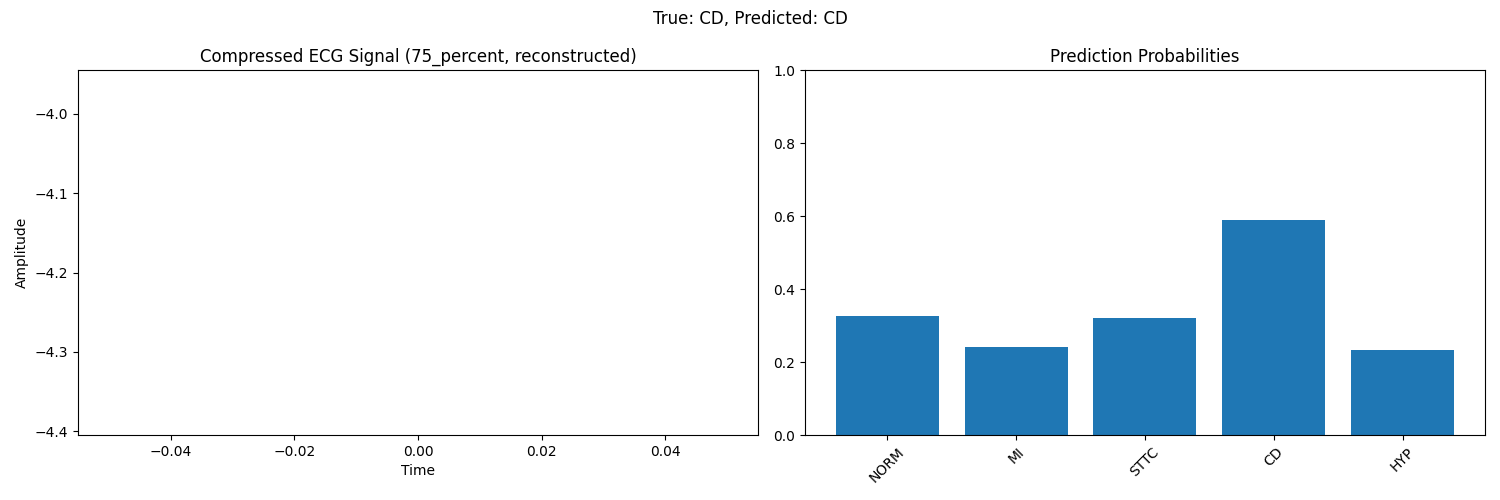 True: CD, Predicted: CD
Compressed ECG Signal (75_percent, reconstructed)
Amplitude
−4.0
−4.1
−4.2
−4.3
−4.4
−0.04
−0.02
0.00
0.02
0.04
Time
Prediction Probabilities
1.0
0.8
0.6
0.4
0.2
0.0
NORM
MI
STTC
CD
HYP